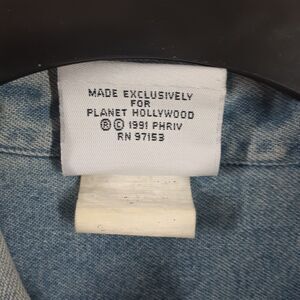 MADE EXCLUSIVELY
FOR
PLANET HOLLYWOOD
® © 1991 PHRIV
RN 97153